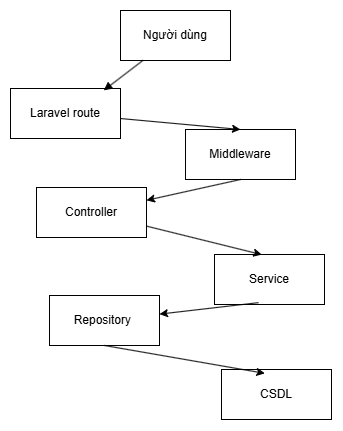 Người dùng
Laravel route
Middleware
Controller
Service
Repository
CSDL